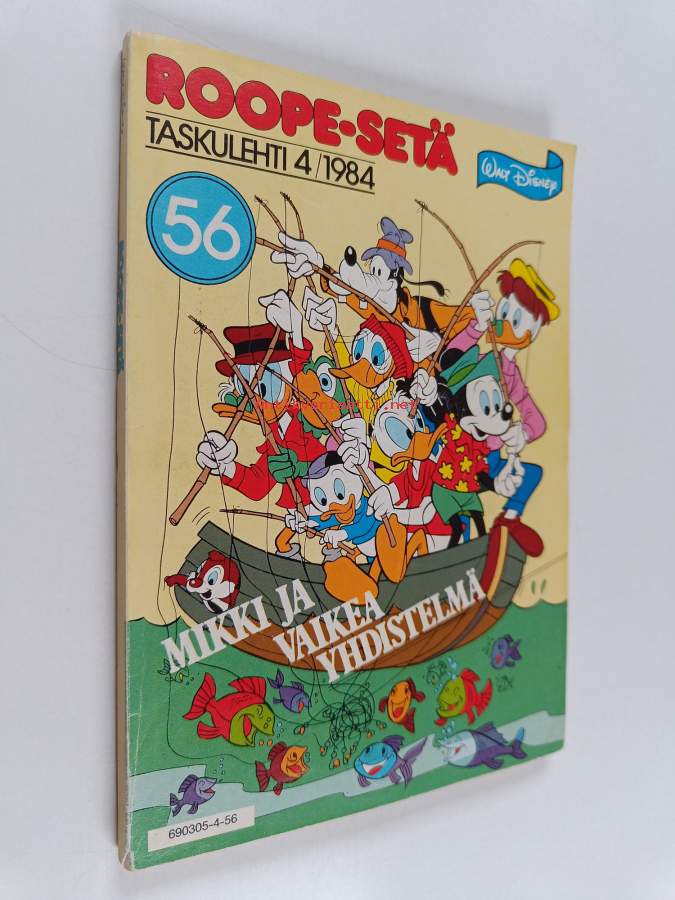 ROOPE-SETÄ
TASKULEHTI 4/1984
WALT DISNEY
56
MIKKI JA
VAIKEA
YHDISTELMÄ
690305-4-56